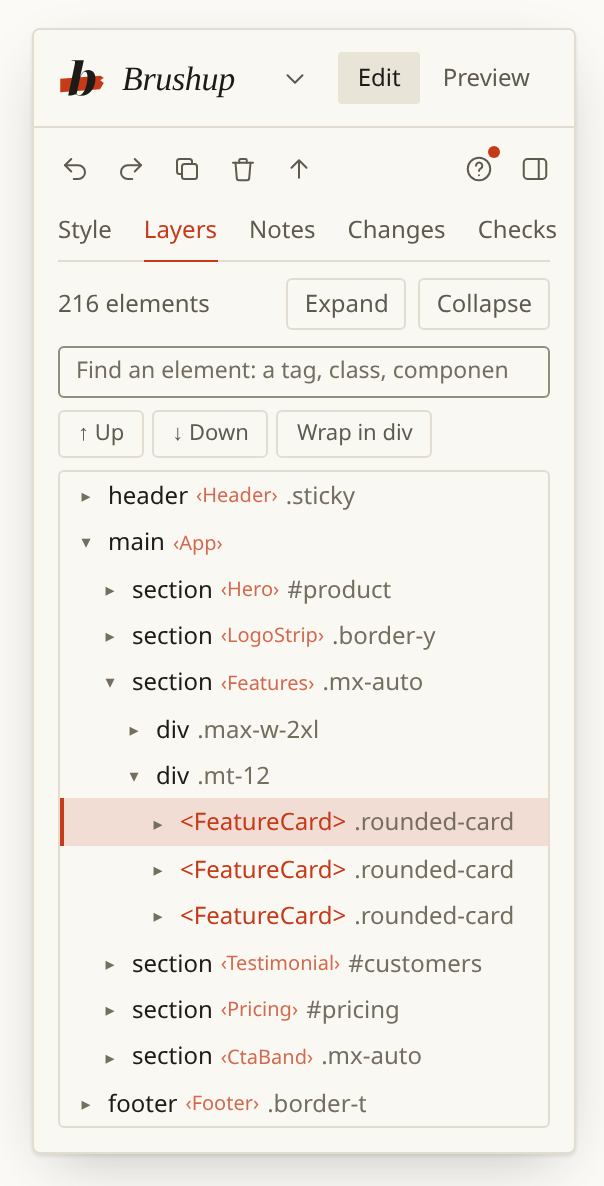 b Brushup Edit Preview
Style Layers Notes Changes Checks
216 elements Expand Collapse
Find an element: a tag, class, componen
↑ Up ↓ Down Wrap in div
▸ header ‹Header› .sticky
▾ main ‹App›
▸ section ‹Hero› #product
▸ section ‹LogoStrip› .border-y
▾ section ‹Features› .mx-auto
▸ div .max-w-2xl
▾ div .mt-12
▸ <FeatureCard> .rounded-card
▸ <FeatureCard> .rounded-card
▸ <FeatureCard> .rounded-card
▸ section ‹Testimonial› #customers
▸ section ‹Pricing› #pricing
▸ section ‹CtaBand› .mx-auto
▸ footer ‹Footer› .border-t